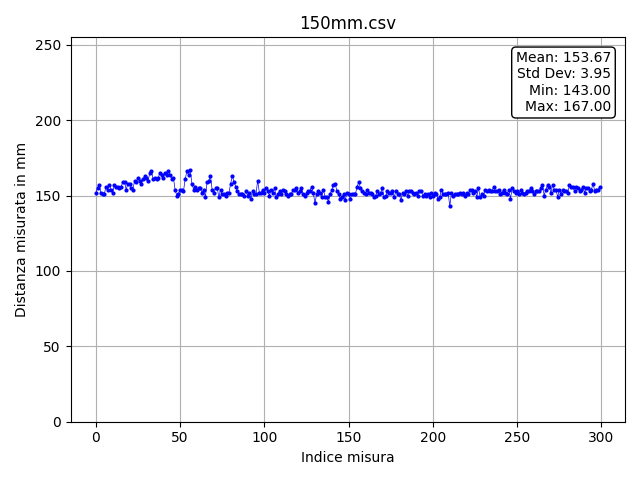 150mm.csv
Mean: 153.67
Std Dev: 3.95
Min: 143.00
Max: 167.00
Distanza misurata in mm
250
200
150
100
50
0
0 50 100 150 200 250 300
Indice misura